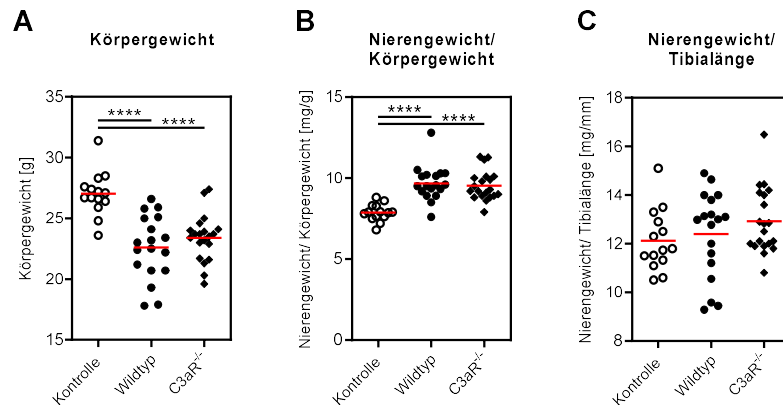 A
Körpergewicht
Körpergewicht [g]
35
30
25
20
15
****
****
Kontrolle
Wildtyp
C3aR-/-
B
Nierengewicht/
Körpergewicht
Nierengewicht/ Körpergewicht [mg/g]
15
10
5
0
****
****
Kontrolle
Wildtyp
C3aR-/-
C
Nierengewicht/
Tibialänge
Nierengewicht/ Tibialänge [mg/mm]
18
16
14
12
10
8
Kontrolle
Wildtyp
C3aR-/-